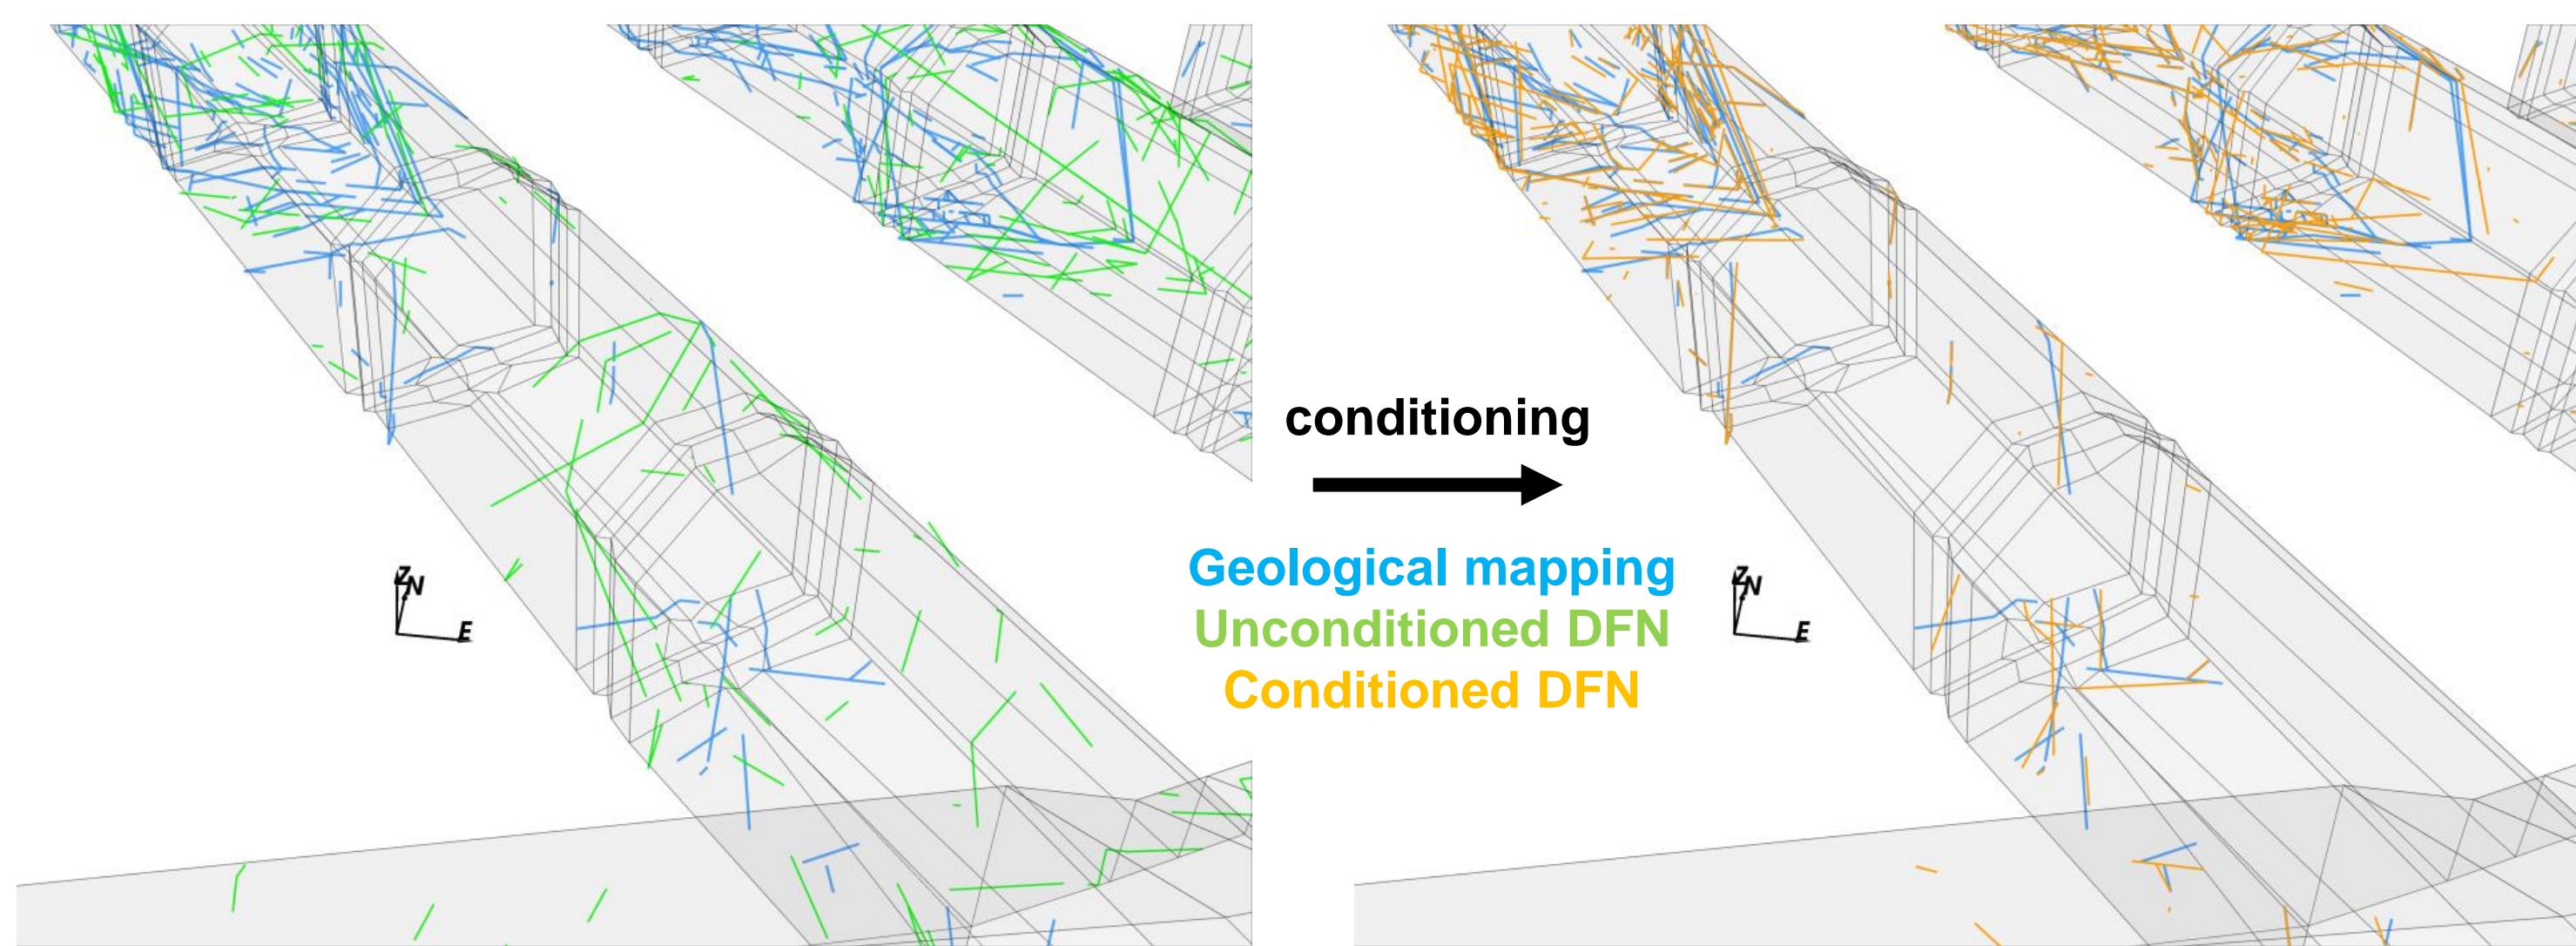 conditioning
Geological mapping
Unconditioned DFN
Conditioned DFN
Z
N
E
Z
N
E